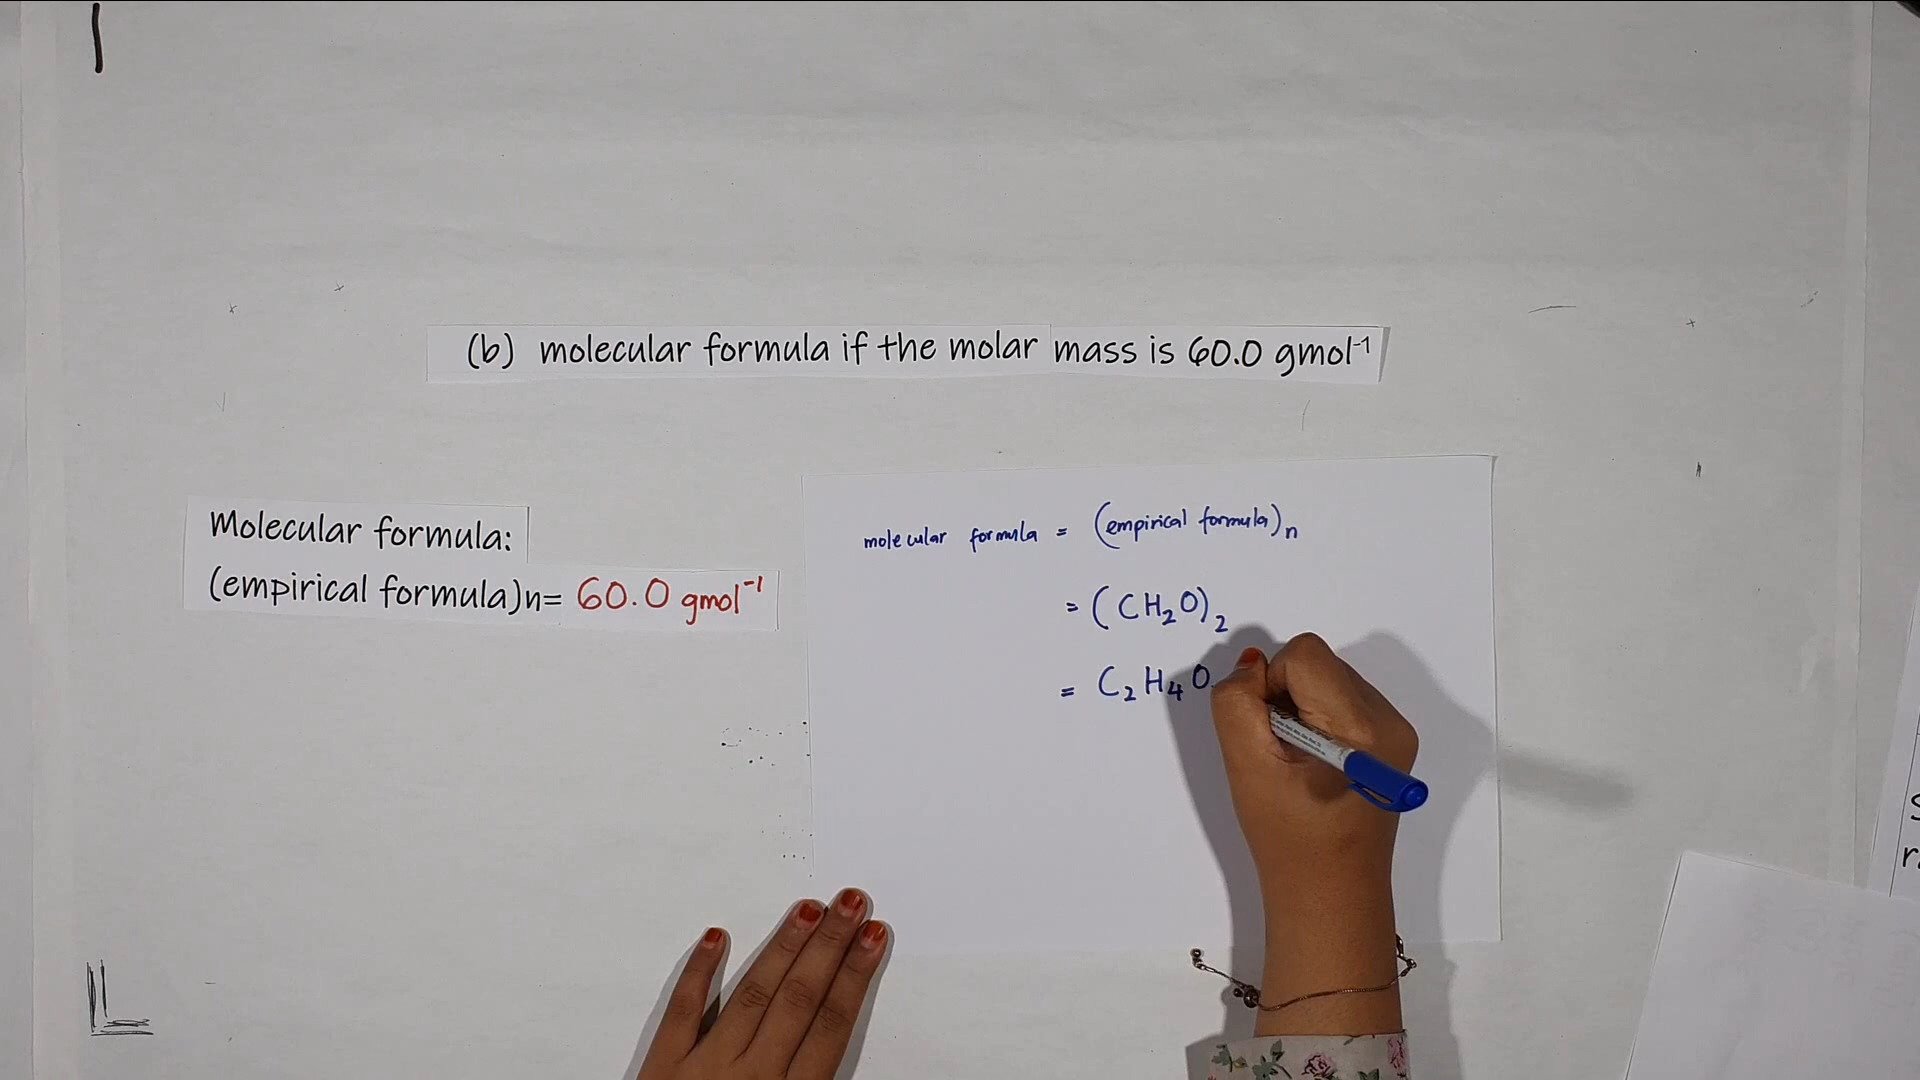 (b) molecular formula if the molar mass is 60.0 gmol⁻¹
Molecular formula:
(empirical formula)n= 60.0 gmol⁻¹
molecular formula = (empirical formula)n
= (CH₂O)₂
= C₂H₄O